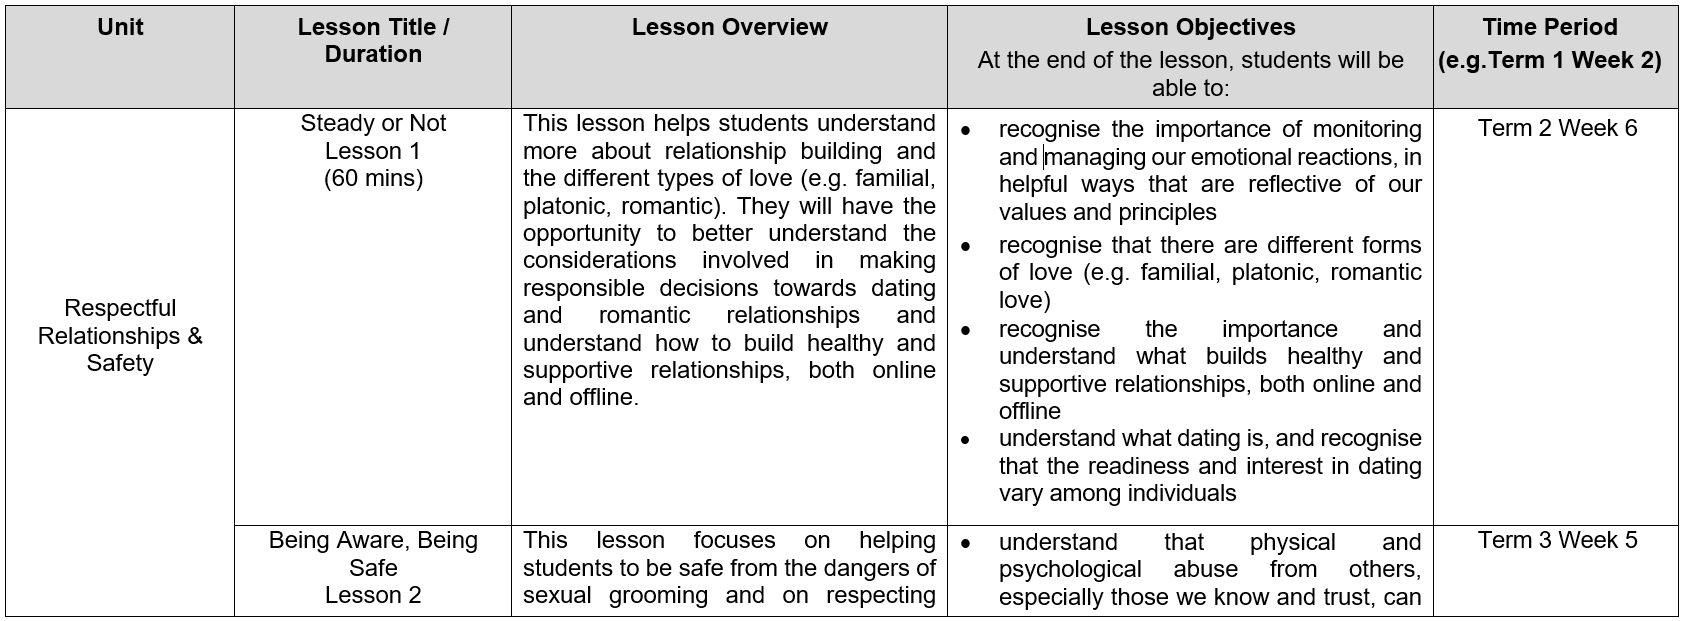 Unit
Lesson Title /
Duration
Lesson Overview
Lesson Objectives
At the end of the lesson, students will be
able to:
Time Period
(e.g.Term 1 Week 2)
Respectful
Relationships &
Safety
Steady or Not
Lesson 1
(60 mins)
This lesson helps students understand
more about relationship building and
the different types of love (e.g. familial,
platonic, romantic). They will have the
opportunity to better understand the
considerations involved in making
responsible decisions towards dating
and romantic relationships and
understand how to build healthy and
supportive relationships, both online
and offline.
• recognise the importance of monitoring
and managing our emotional reactions, in
helpful ways that are reflective of our
values and principles
• recognise that there are different forms
of love (e.g. familial, platonic, romantic
love)
• recognise the importance and
understand what builds healthy and
supportive relationships, both online and
offline
• understand what dating is, and recognise
that the readiness and interest in dating
vary among individuals
Term 2 Week 6
Being Aware, Being
Safe
Lesson 2
This lesson focuses on helping
students to be safe from the dangers of
sexual grooming and on respecting
• understand that physical and
psychological abuse from others,
especially those we know and trust, can
Term 3 Week 5